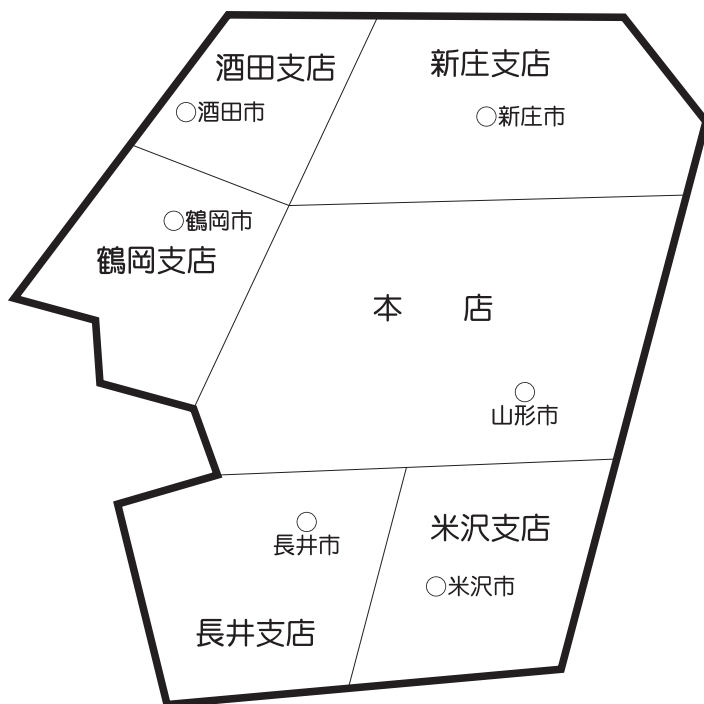 酒田支店
○酒田市
新庄支店
○新庄市
○鶴岡市
鶴岡支店
本　店
○
山形市
○
長井市
長井支店
米沢支店
○米沢市